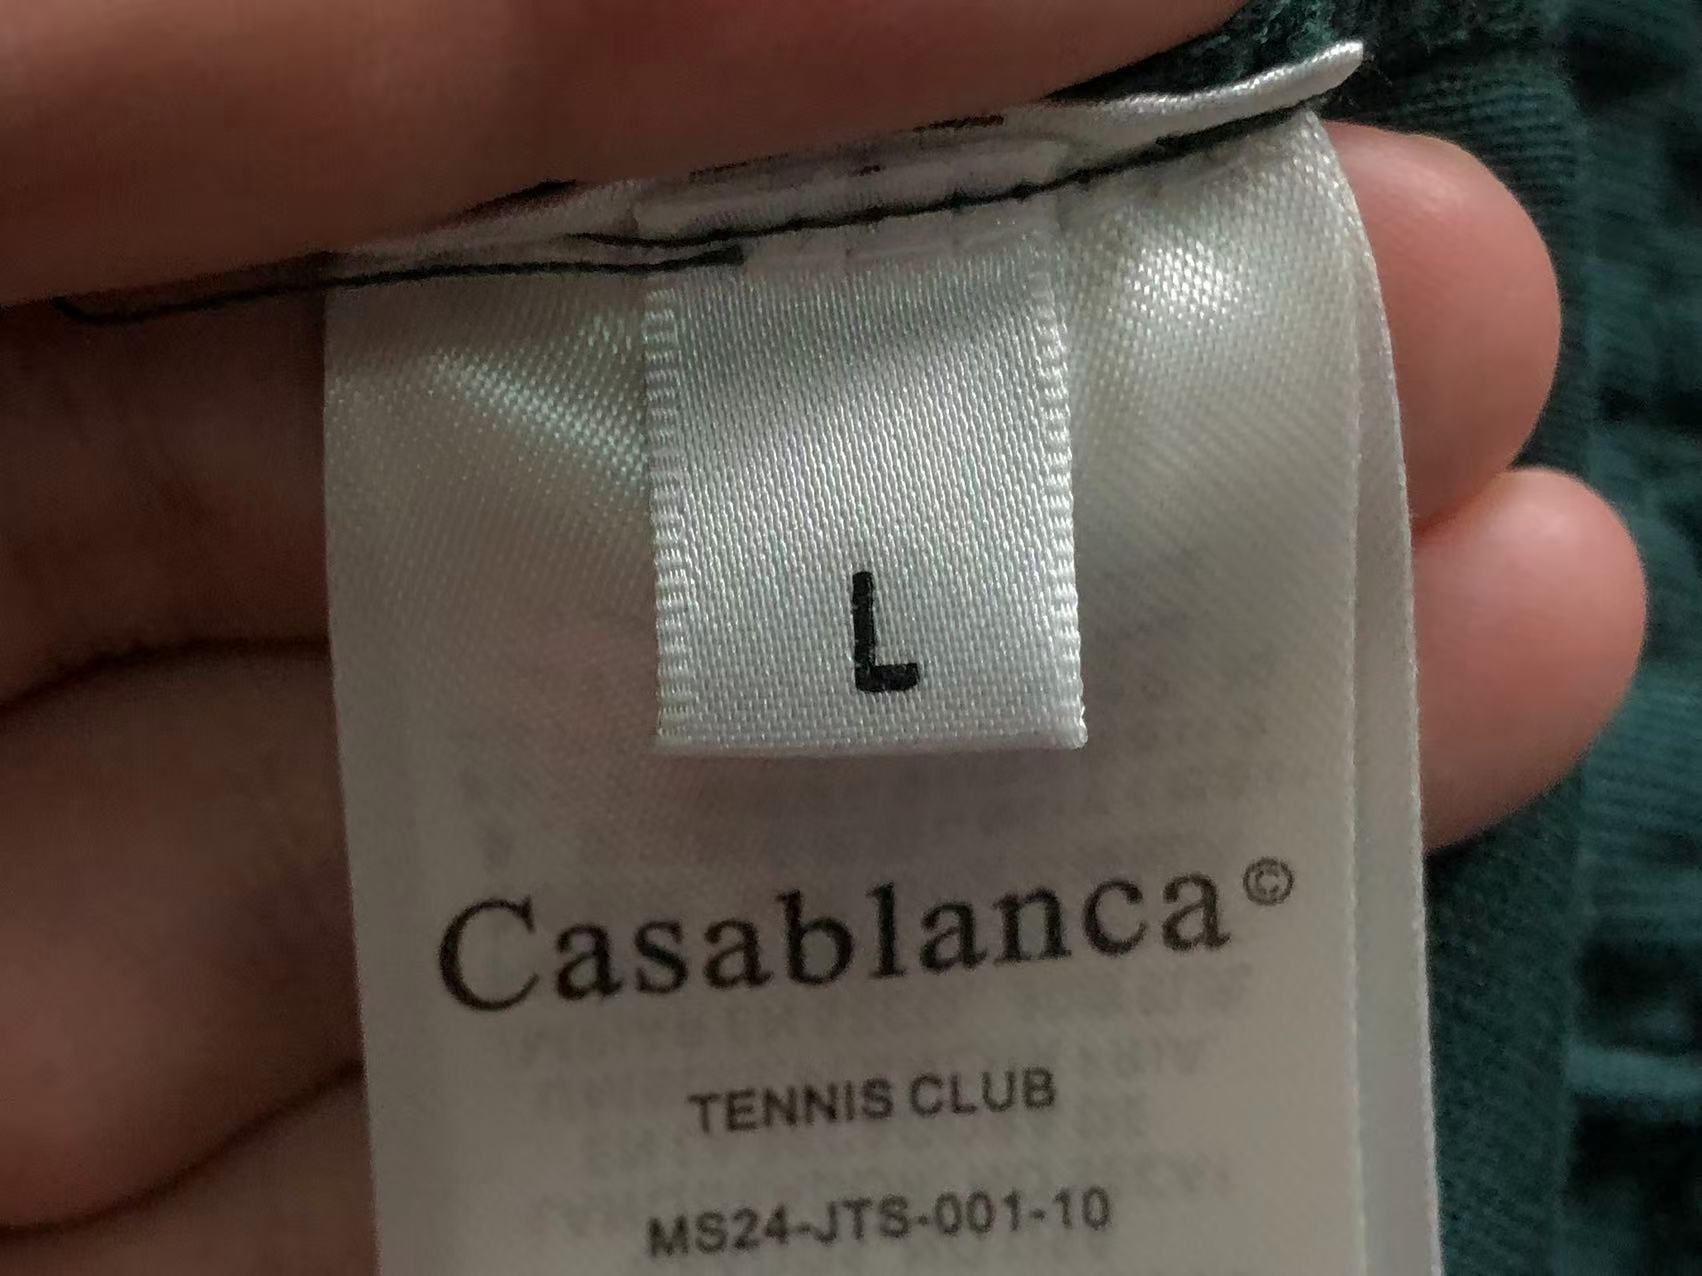 L
Casablanca©
TENNIS CLUB
MS24-JTS-001-10